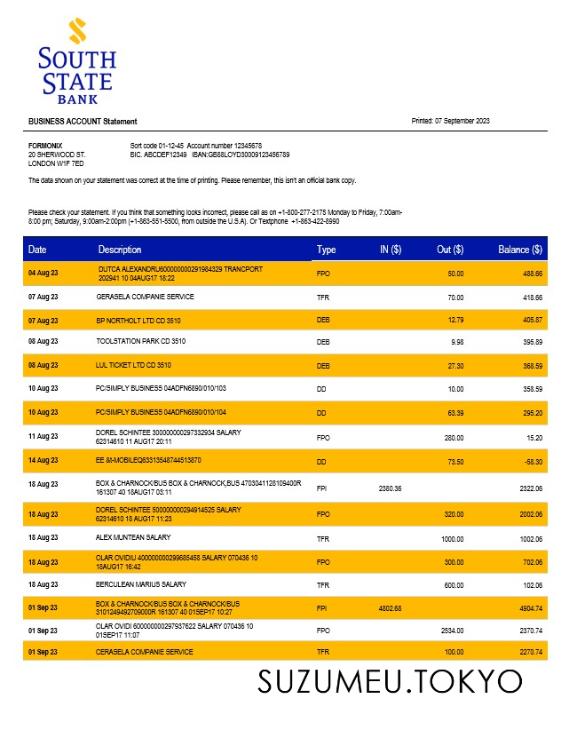 SOUTH
STATE
BANK
BUSINESS ACCOUNT Statement
Printed: 07 September 2023
FORMONIX
Sort code 01-12-45 Account number 12345678
20 SHERWOOD ST.
BIC. ABCDEF12349 IBAN:GB88LCYD30009123456789
LONDON W1F 7ED
The data shown on your statement was correct at the time of printing. Please remember, this isn't an official bank copy.
Please check your statement. If you think that something looks incorrect, please call as on +1-800-277-2175 Monday to Friday, 7:00am-
8:00 pm; Saturday, 9:00am-2:00pm (+1-863-551-5500, from outside the U.S.A). Or Textphone +1-863-422-8990
Date Description Type IN ($) Out ($) Balance ($)
04 Aug 23 DUTCA ALEXANDRU600000000291984329 TRANCPORT FPO 50.00 488.66
202941 10 04AUG17 18:22
07 Aug 23 GERASELA COMPANIE SERVICE TFR 70.00 418.66
07 Aug 23 BP NORTHOLT LTD CD 3510 DEB 12.79 405.87
08 Aug 23 TOOLSTATION PARK CD 3510 DEB 9.98 395.89
08 Aug 23 LUL TICKET LTD CD 3510 DEB 27.30 368.59
10 Aug 23 PC/SIMPLY BUSINESS 04ADFN6890/010/103 DD 10.00 358.59
10 Aug 23 PC/SIMPLY BUSINESS 04ADFN6890/010/104 DD 63.39 295.20
11 Aug 23 DOREL SCHINTEE 300000000297332934 SALARY FPO 280.00 15.20
62314610 11 AUG17 20:11
14 Aug 23 EE &t-MOBILEQ63313548744513870 DD 73.50 -58.30
18 Aug 23 BOX & CHARNOCK/BUS BOX & CHARNOCK,BUS 4703041128109400R FPI 2380.36 2322.06
161307 40 18AUG17 03:11
18 Aug 23 DOREL SCHINTEE 500000000294914525 SALARY FPO 320.00 2002.06
62314610 18 AUG17 11:23
18 Aug 23 ALEX MUNTEAN SALARY TFR 1000.00 1002.06
18 Aug 23 OLAR OVIDIU 400000000299685458 SALARY 070436 10 FPO 300.00 702.06
18AUG17 16:42
18 Aug 23 BERCULEAN MARIUS SALARY TFR 600.00 102.06
01 Sep 23 BOX & CHARNOCK/BUS BOX & CHARNOCK/BUS FPI 4802.68 4904.74
3101249492709000R 161307 40 01SEP17 10:27
01 Sep 23 OLAR OVIDI 600000000297937622 SALARY 070436 10 FPO 2534.00 2370.74
01SEP17 11:07
01 Sep 23 CERASELA COMPANIE SERVICE TFR 100.00 2270.74
SUZUMEU.TOKYO